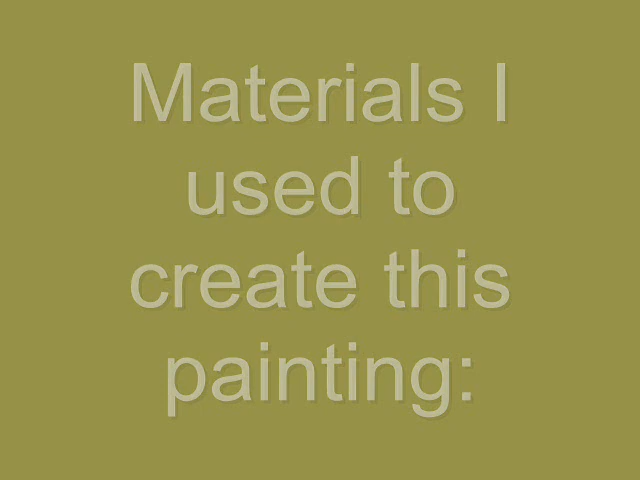 Materials I
used to
create this
painting: